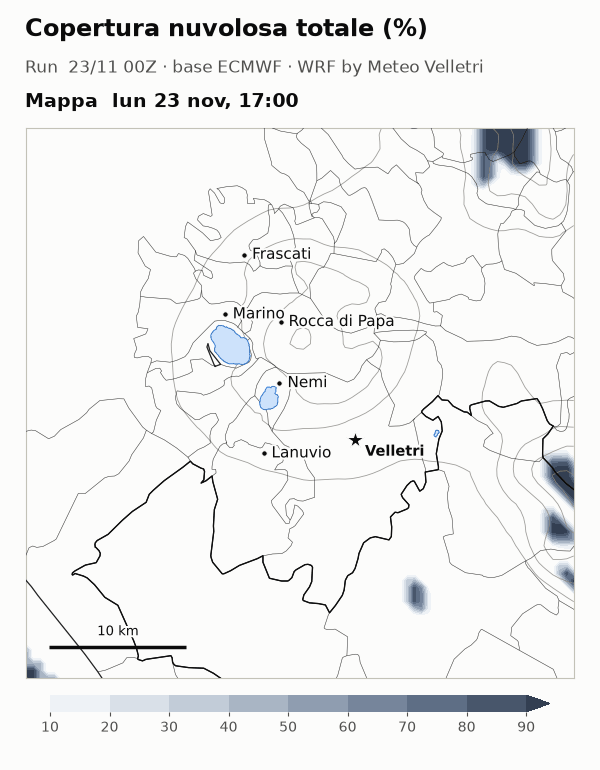 Copertura nuvolosa totale (%)
Run 23/11 00Z · base ECMWF · WRF by Meteo Velletri
Mappa lun 23 nov, 17:00
Frascati
Marino
Rocca di Papa
Nemi
Velletri
Lanuvio
10 km
10 20 30 40 50 60 70 80 90